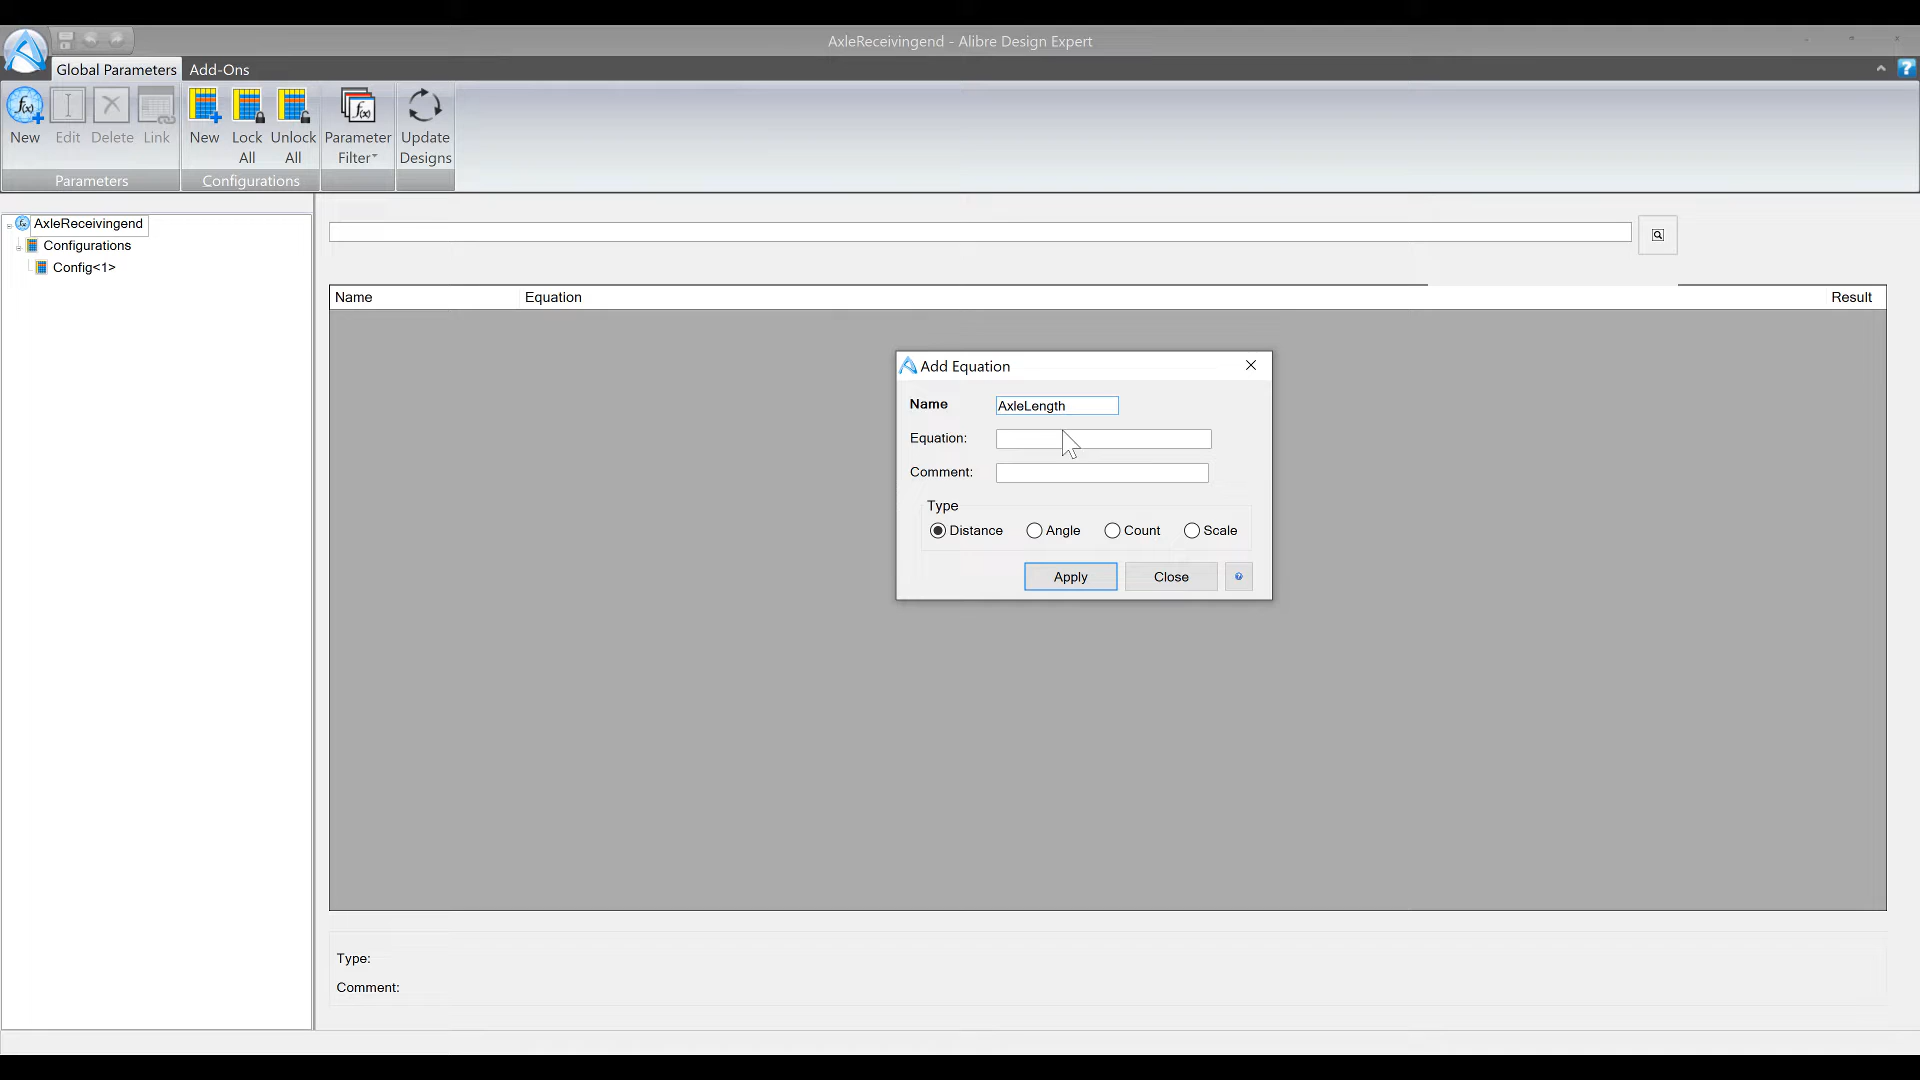 AxleReceivingend - Alibre Design Expert
Global Parameters Add-Ons
New Edit Delete Link New Lock All Unlock All Parameter Filter Update Designs
Parameters Configurations
AxleReceivingend
Configurations
Config<1>
Name Equation Result
Add Equation
Name AxleLength
Equation:
Comment:
Type
Distance Angle Count Scale
Apply Close
Type:
Comment: